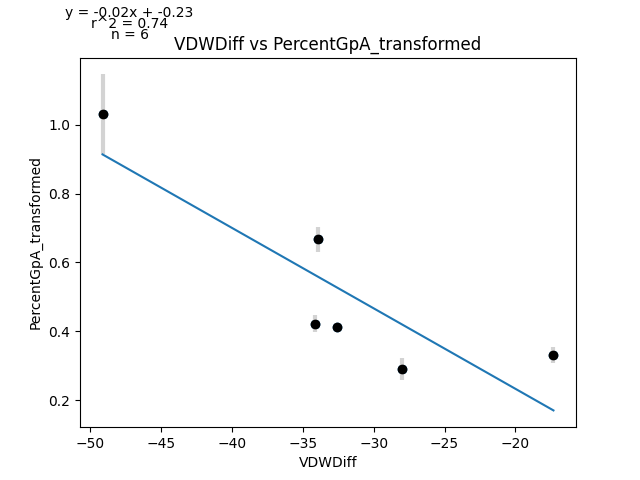 y = -0.02x + -0.23
r^2 = 0.74
n = 6
VDWDiff vs PercentGpA_transformed
PercentGpA_transformed
1.0
0.8
0.6
0.4
0.2
−50 −45 −40 −35 −30 −25 −20
VDWDiff